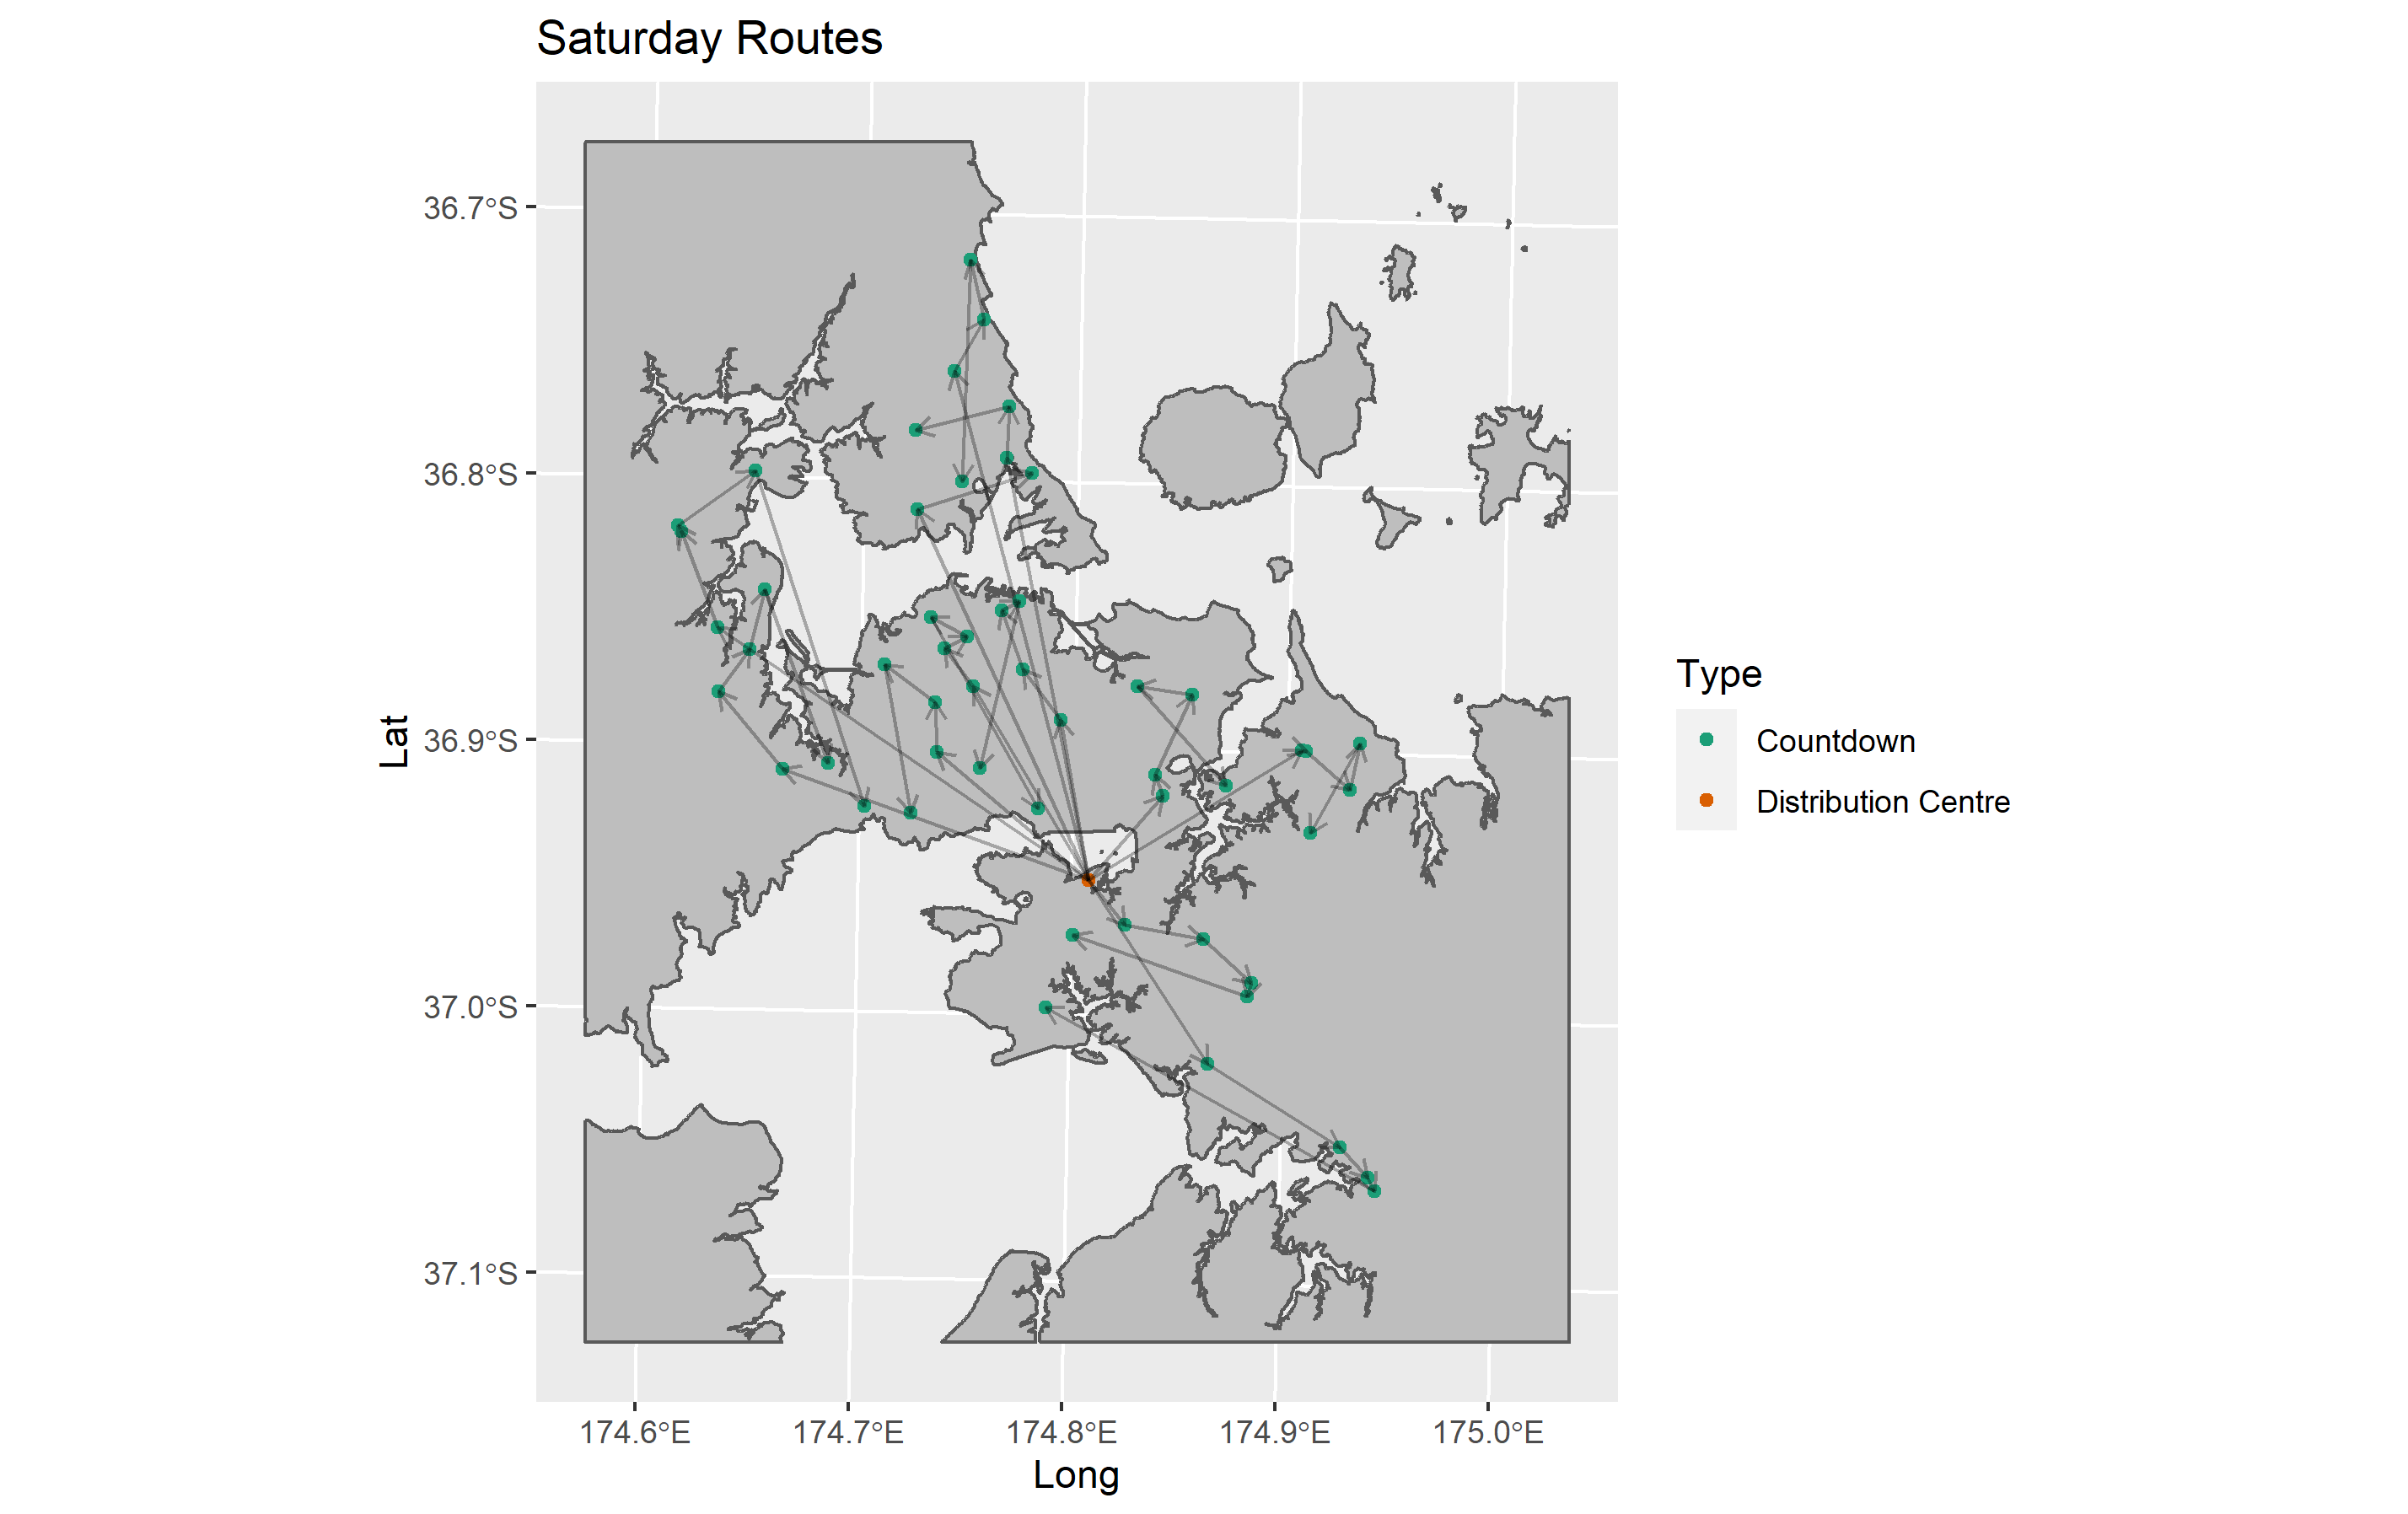 Saturday Routes
36.7°S
36.8°S
36.9°S
37.0°S
37.1°S
Lat
174.6°E 174.7°E 174.8°E 174.9°E 175.0°E
Long
Type
Countdown
Distribution Centre